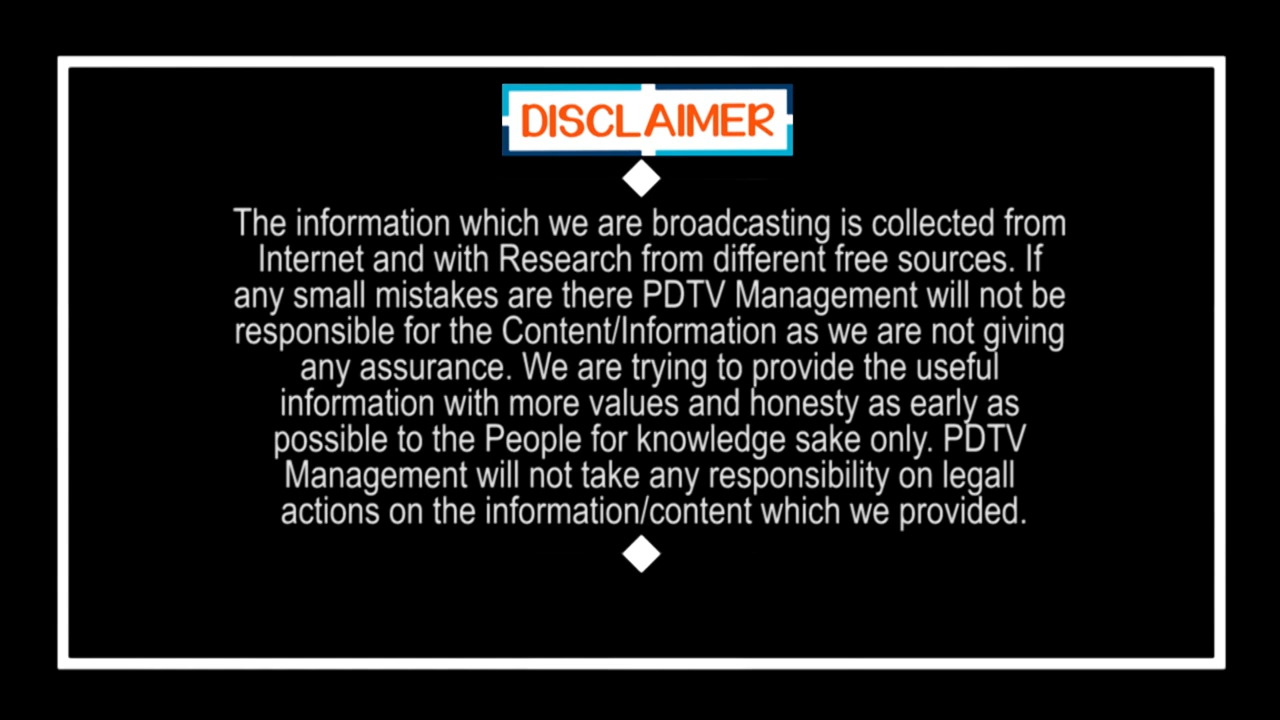 DISCLAIMER
The information which we are broadcasting is collected from
Internet and with Research from different free sources. If
any small mistakes are there PDTV Management will not be
responsible for the Content/Information as we are not giving
any assurance. We are trying to provide the useful
information with more values and honesty as early as
possible to the People for knowledge sake only. PDTV
Management will not take any responsibility on legall
actions on the information/content which we provided.